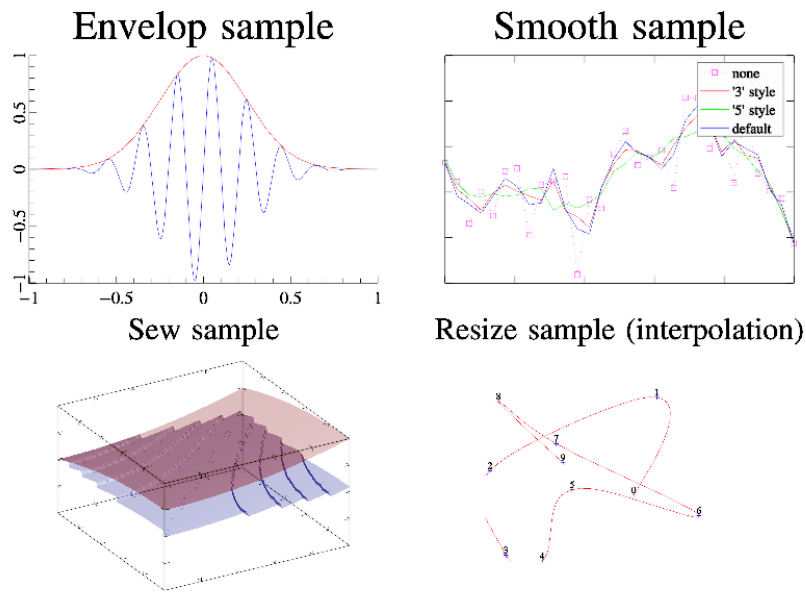 Envelop sample
Smooth sample
1
0.5
0
−0.5
−1
−1
−0.5
0
0.5
1
none
'3' style
'5' style
default
Sew sample
Resize sample (interpolation)
8
1
7
9
2
5
0
6
3
4